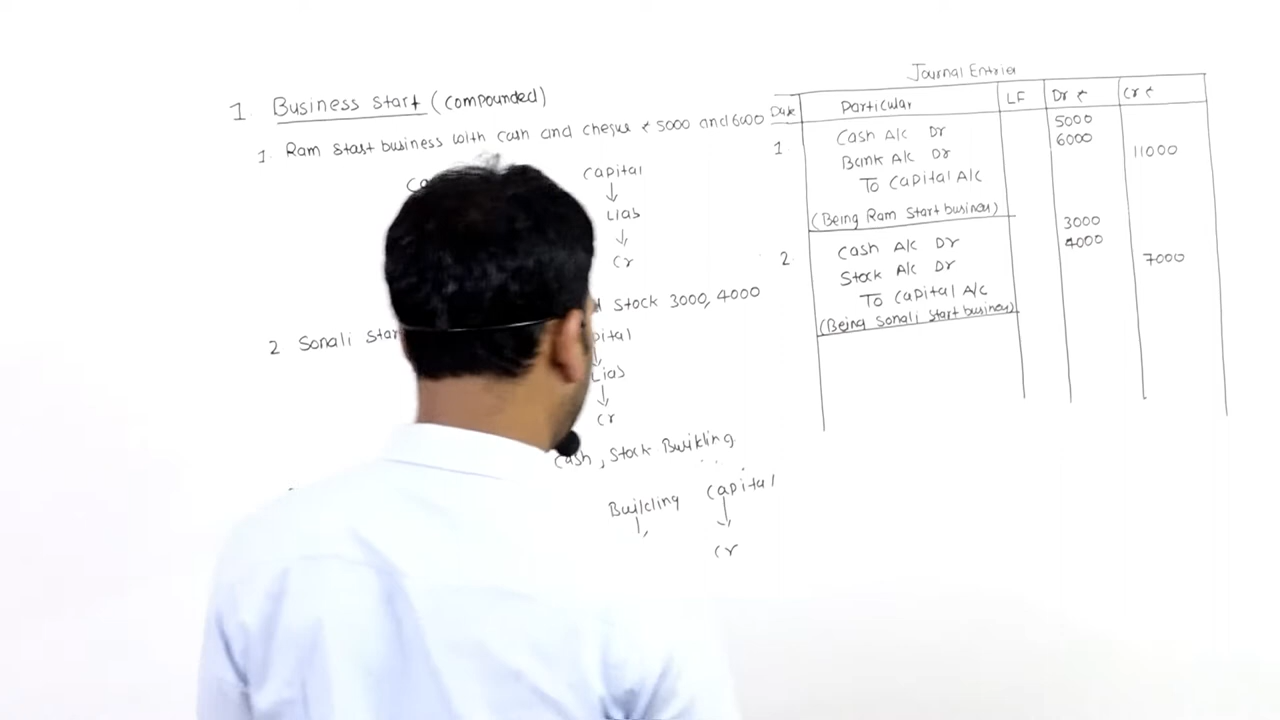 1. Business start (compounded)
1. Ram start business with cash and cheque ₹ 5000 and 6000
Capital
↓
Liab
↓
Cr
2 Sonali Star
Stock 3000, 4000
pital
Liab
↓
Cr
Cash, Stock Building
Building Capital
↓ ↓
Cr
Journal Entries
Date Particular LF Dr ₹ Cr ₹
1. Cash A/c Dr 5000
Bank A/c Dr 6000
To Capital A/c 11000
(Being Ram Start business)
2 Cash A/c Dr 3000
Stock A/c Dr 4000
To Capital A/c 7000
(Being Sonali start business)